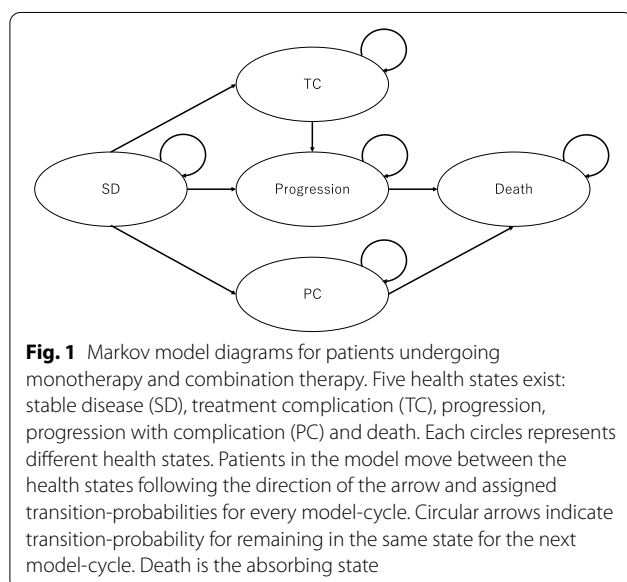 TC
SD
Progression
Death
PC
Fig. 1 Markov model diagrams for patients undergoing
monotherapy and combination therapy. Five health states exist:
stable disease (SD), treatment complication (TC), progression,
progression with complication (PC) and death. Each circles represents
different health states. Patients in the model move between the
health states following the direction of the arrow and assigned
transition-probabilities for every model-cycle. Circular arrows indicate
transition-probability for remaining in the same state for the next
model-cycle. Death is the absorbing state